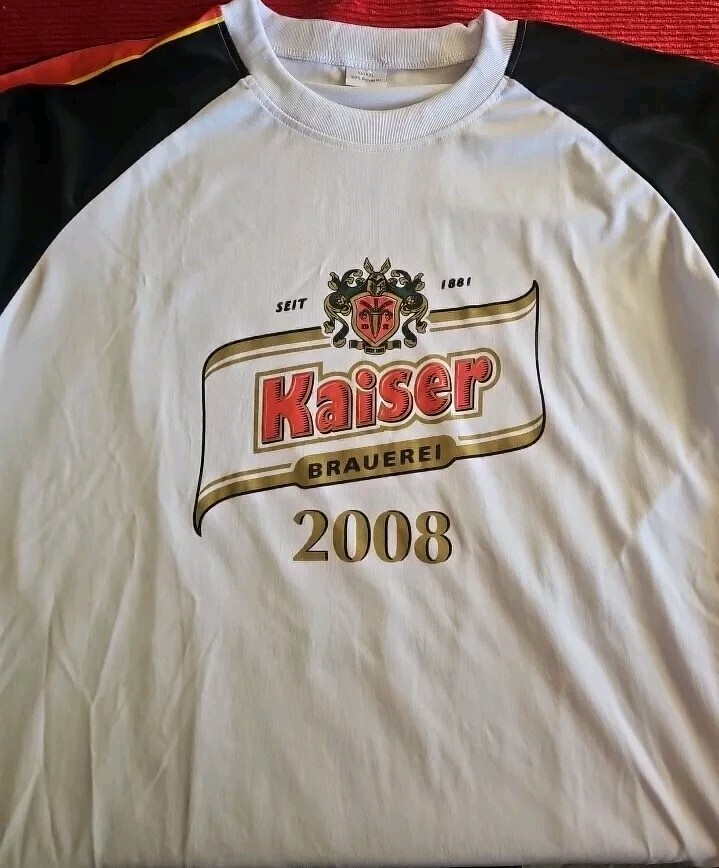 SEIT 1881
Kaiser
BRAUEREI
2008